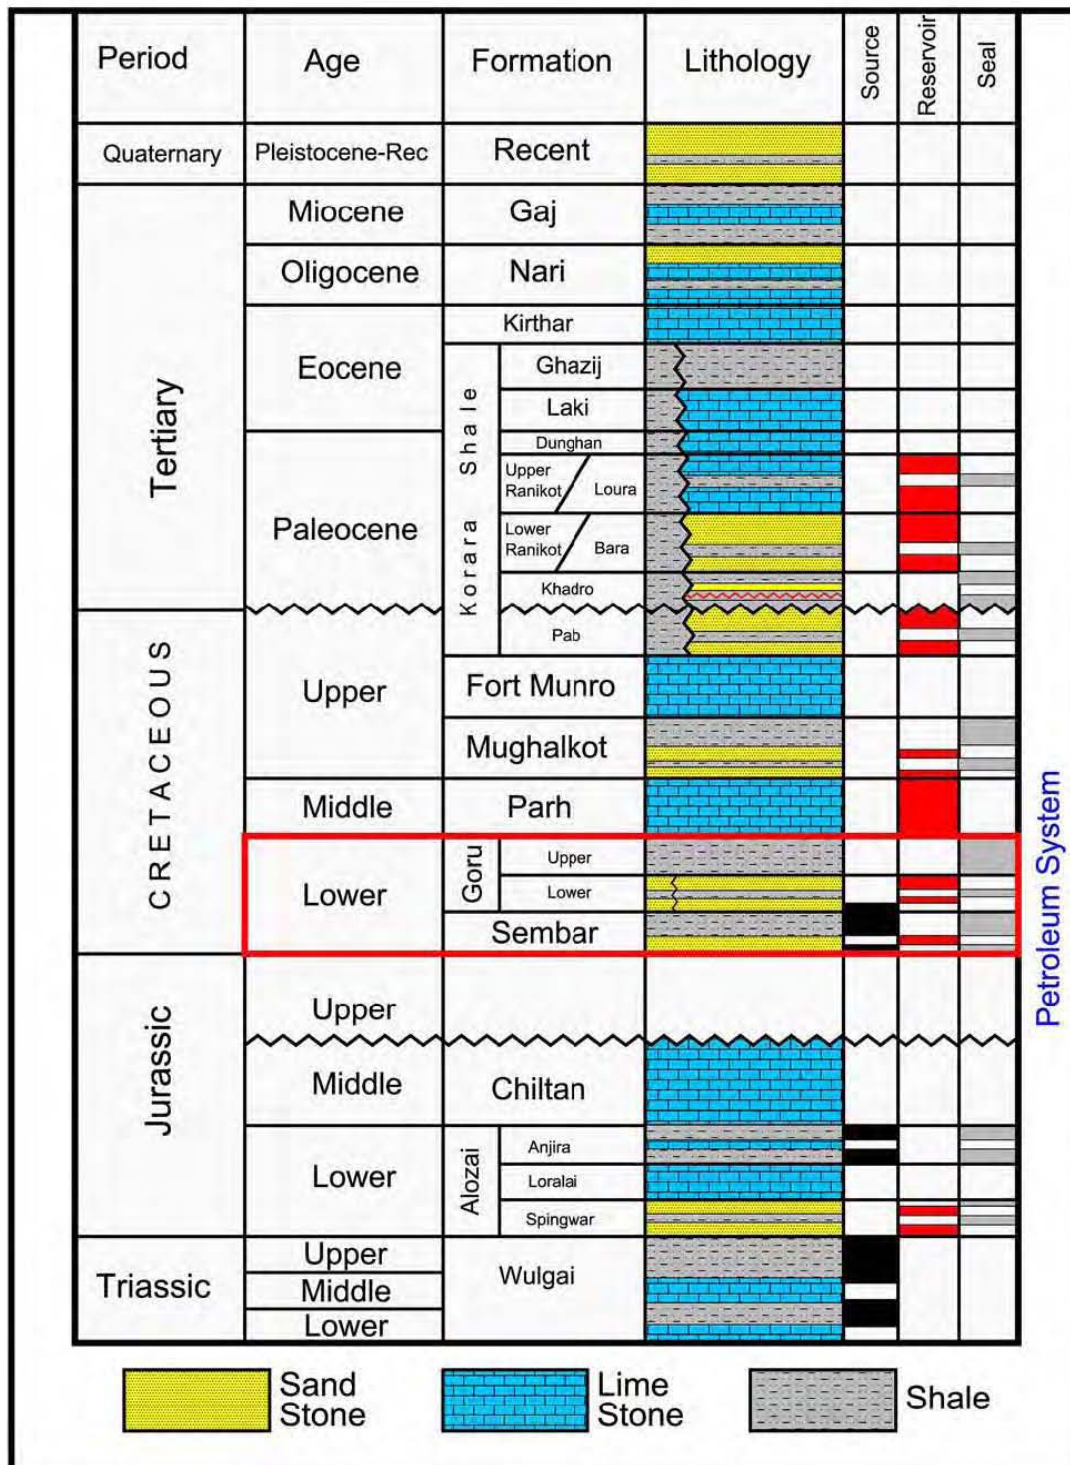 Period
Age
Formation
Lithology
Source
Reservoir
Seal
Quaternary
Pleistocene-Rec
Recent
Tertiary
Miocene
Gaj
Oligocene
Nari
Eocene
Kirthar
Korara Shale
Ghazij
Laki
Paleocene
Dunghan
Upper
Ranikot
Loura
Lower
Ranikot
Bara
Khadro
CRETACEOUS
Upper
Pab
Fort Munro
Mughalkot
Middle
Parh
Lower
Goru
Upper
Lower
Sembar
Jurassic
Upper
Middle
Chiltan
Lower
Alozai
Anjira
Loralai
Spingwar
Triassic
Upper
Middle
Lower
Wulgai
Petroleum System
Sand
Stone
Lime
Stone
Shale